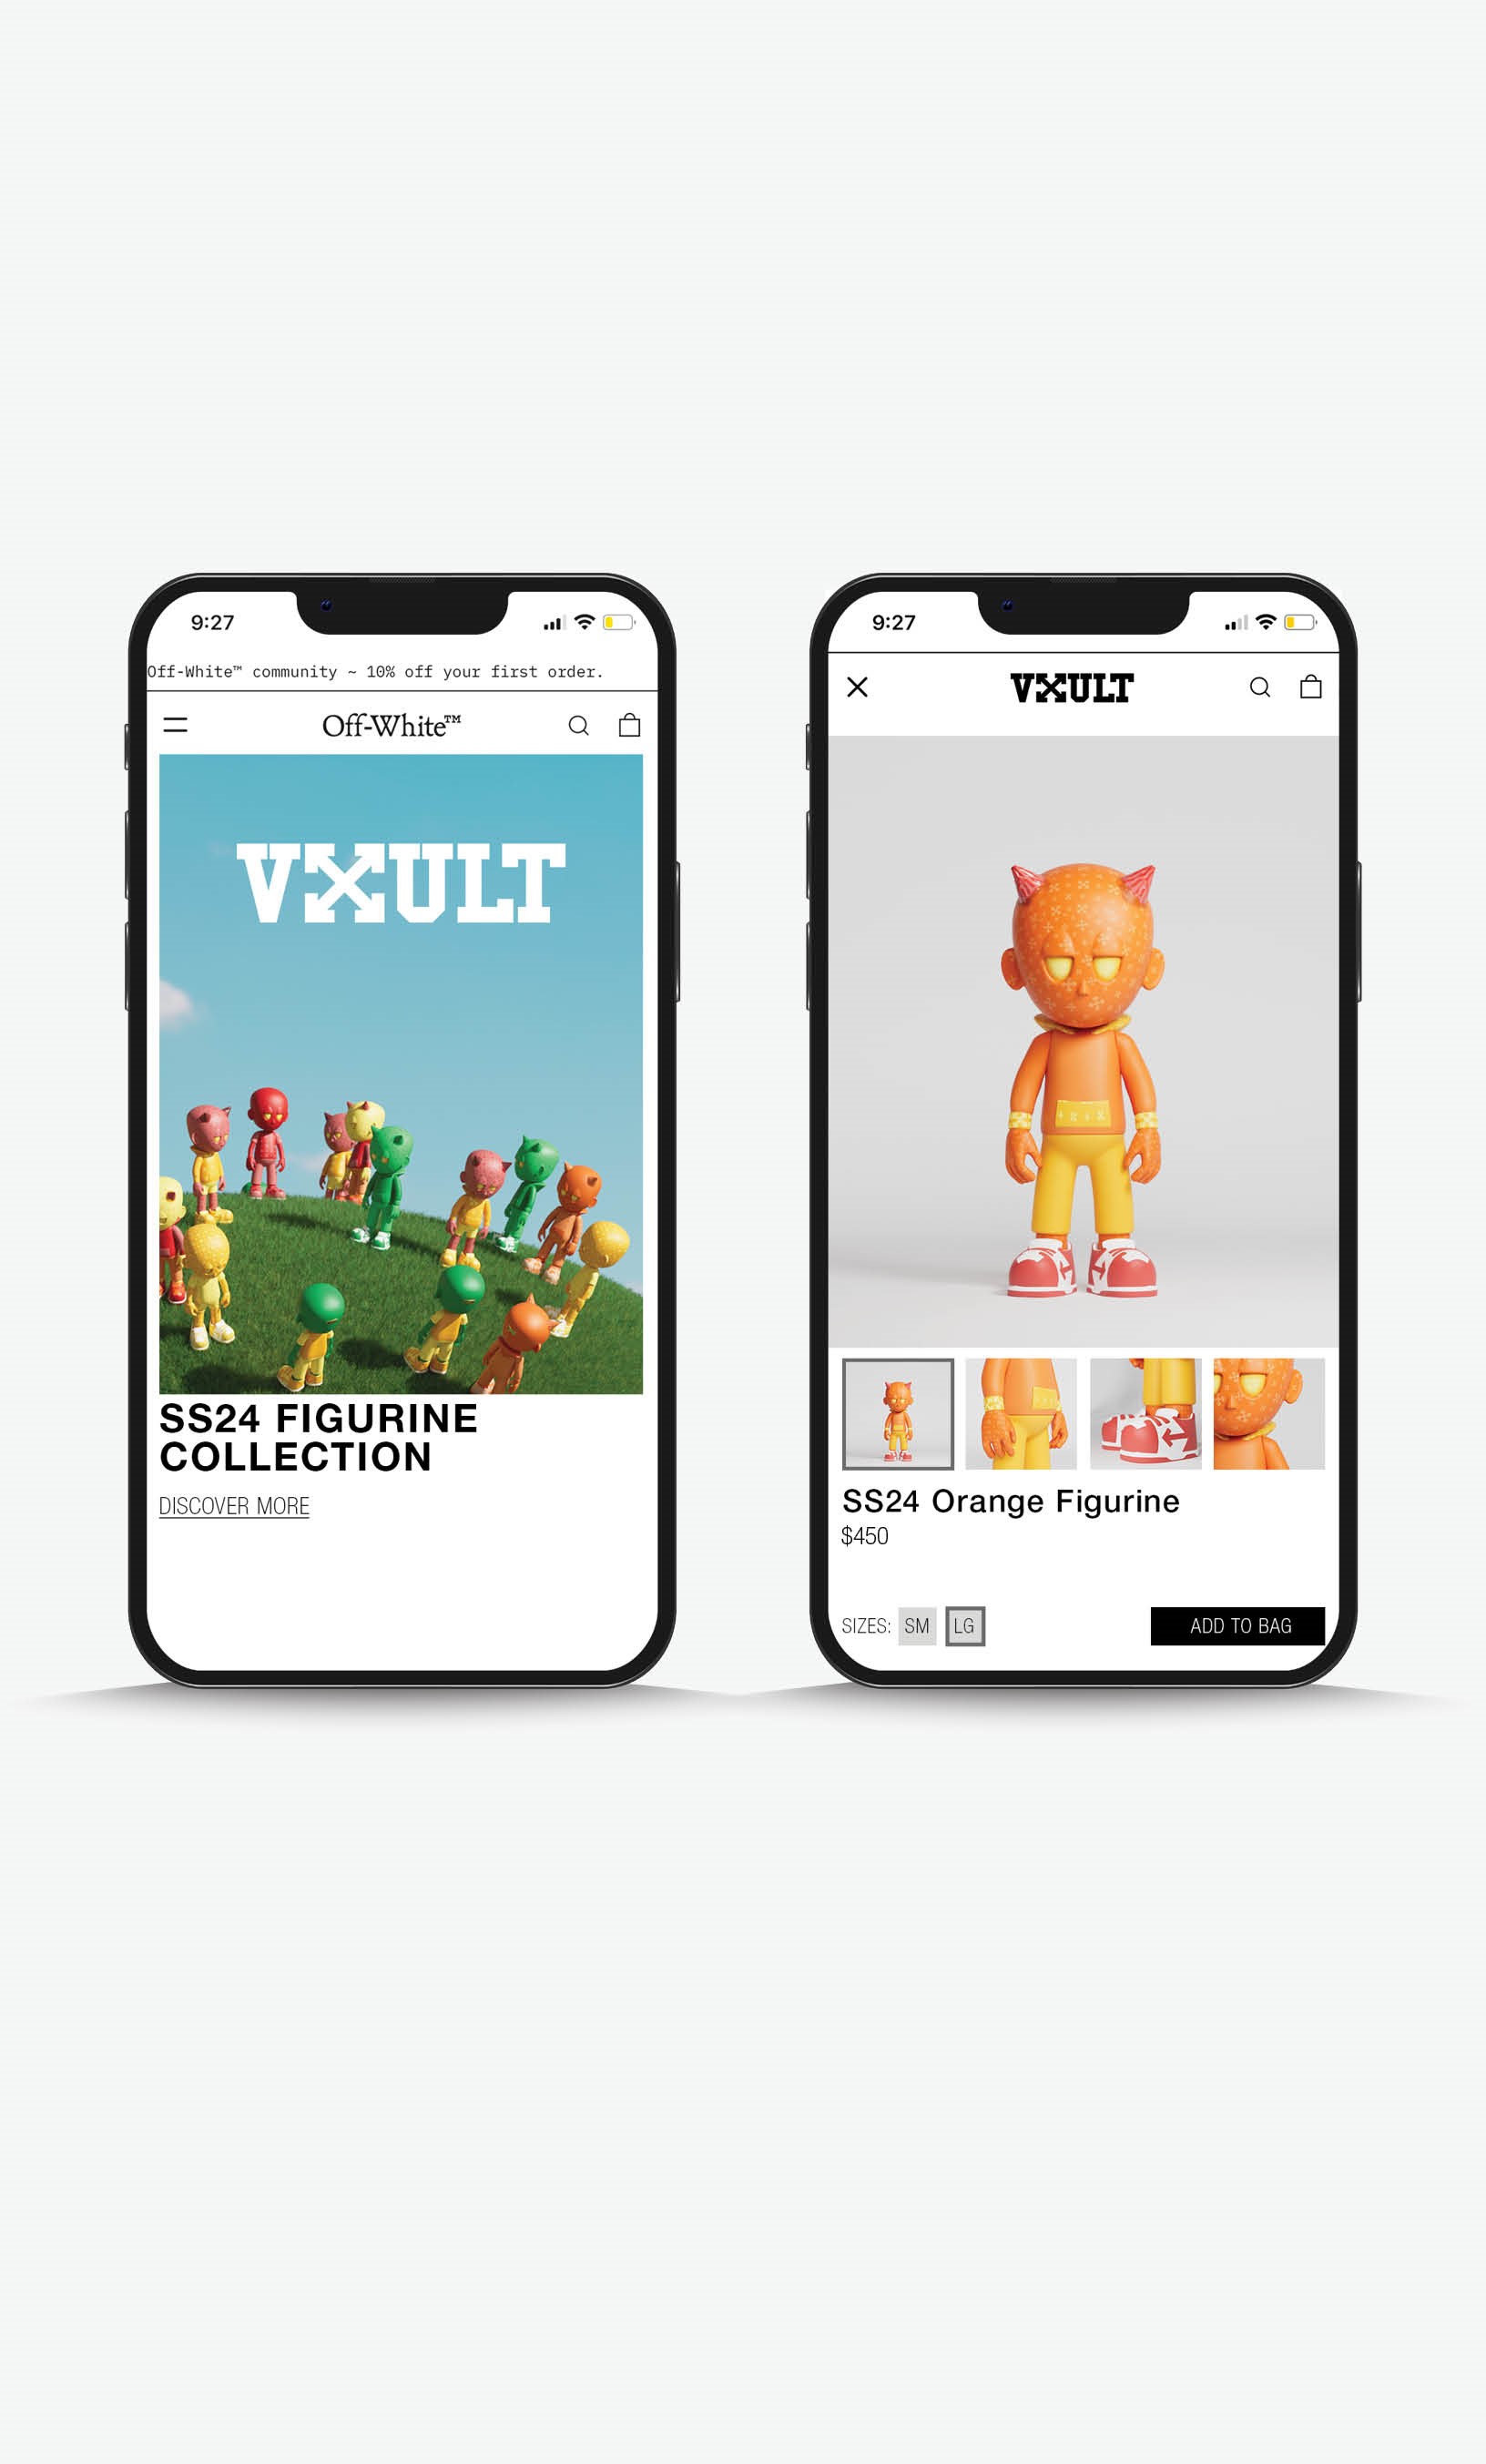 9:27
Off-White™ community ~ 10% off your first order.
Off-White™
VXULT
SS24 FIGURINE
COLLECTION
DISCOVER MORE
9:27
VXULT
SS24 Orange Figurine
$450
SIZES: SM LG
ADD TO BAG